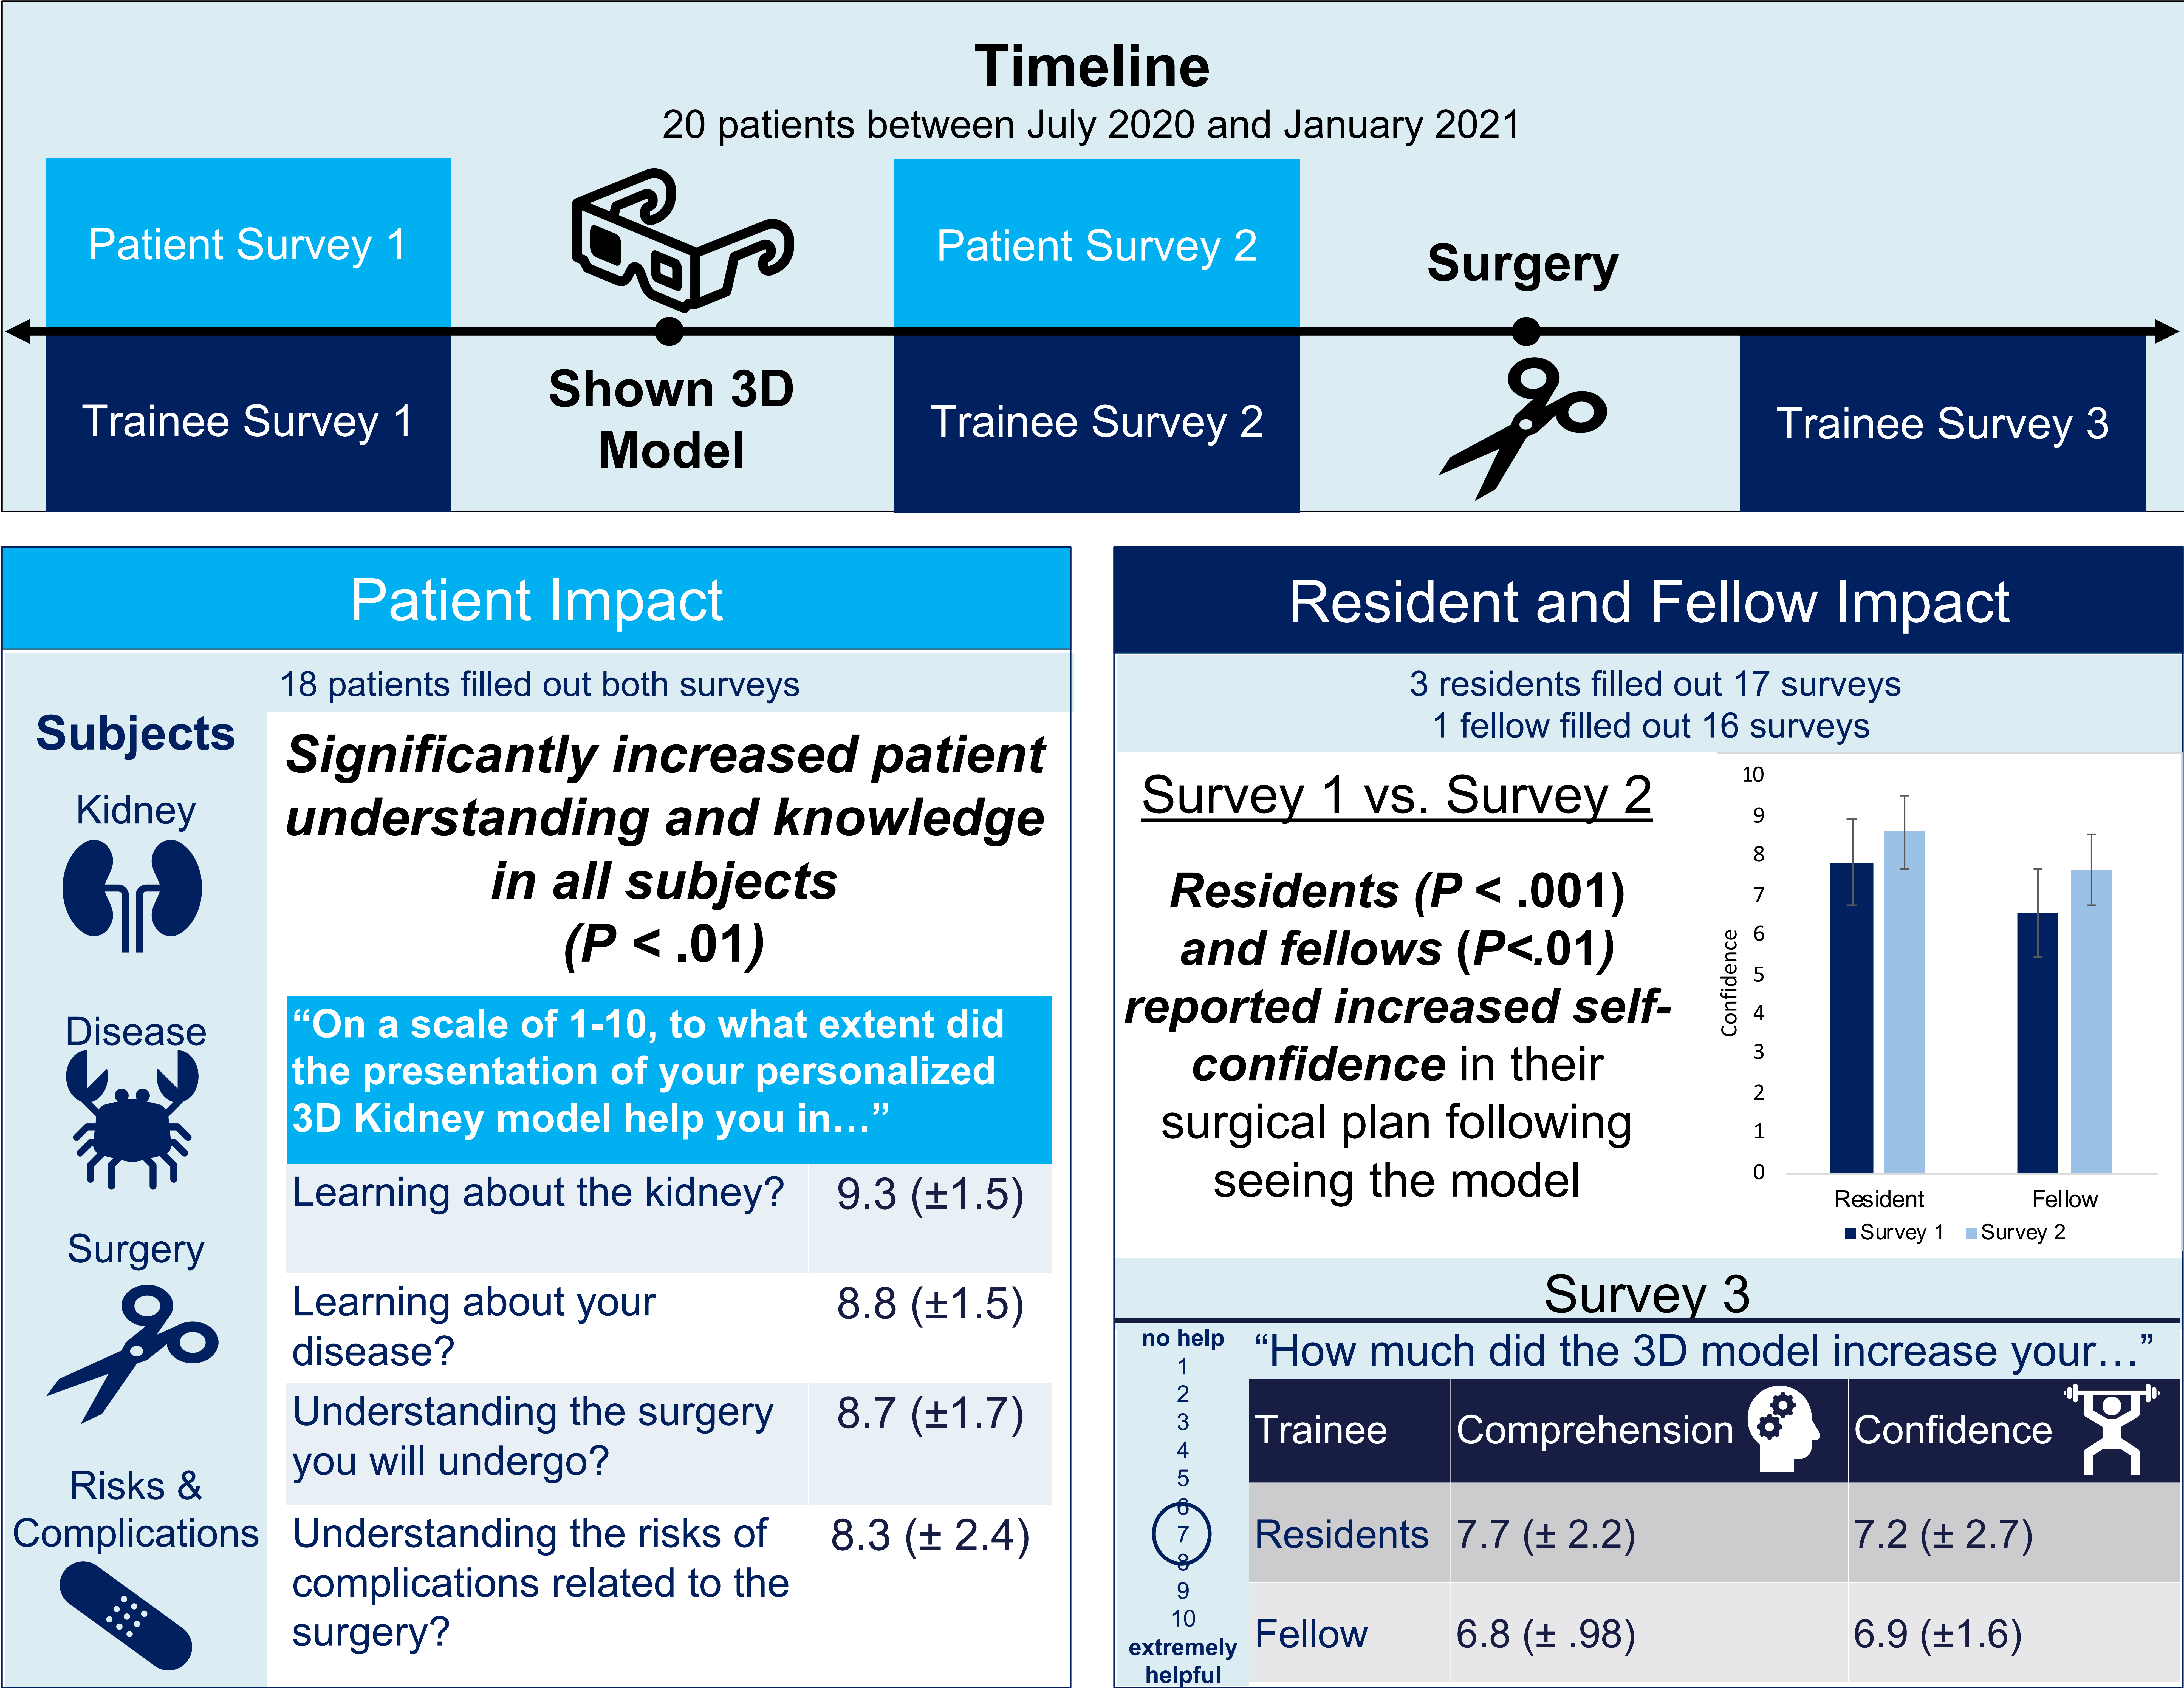 Timeline
20 patients between July 2020 and January 2021
Patient Survey 1
Patient Survey 2
Surgery
Trainee Survey 1
Shown 3D
Model
Trainee Survey 2
Trainee Survey 3
Patient Impact
18 patients filled out both surveys
Subjects
Kidney
Disease
Surgery
Risks &
Complications
Significantly increased patient
understanding and knowledge
in all subjects
(P < .01)
“On a scale of 1-10, to what extent did
the presentation of your personalized
3D Kidney model help you in…”
Learning about the kidney? 9.3 (±1.5)
Learning about your 8.8 (±1.5)
disease?
Understanding the surgery 8.7 (±1.7)
you will undergo?
Understanding the risks of 8.3 (± 2.4)
complications related to the
surgery?
Resident and Fellow Impact
3 residents filled out 17 surveys
1 fellow filled out 16 surveys
Survey 1 vs. Survey 2
Residents (P < .001)
and fellows (P<.01)
reported increased self-
confidence in their
surgical plan following
seeing the model
10
9
8
7
6
5
4
3
2
1
0
Confidence
Resident Fellow
Survey 1 Survey 2
Survey 3
no help
1
2
3
4
5
6
7
8
9
10
extremely
helpful
“How much did the 3D model increase your…”
Trainee Comprehension Confidence
Residents 7.7 (± 2.2) 7.2 (± 2.7)
Fellow 6.8 (± .98) 6.9 (±1.6)